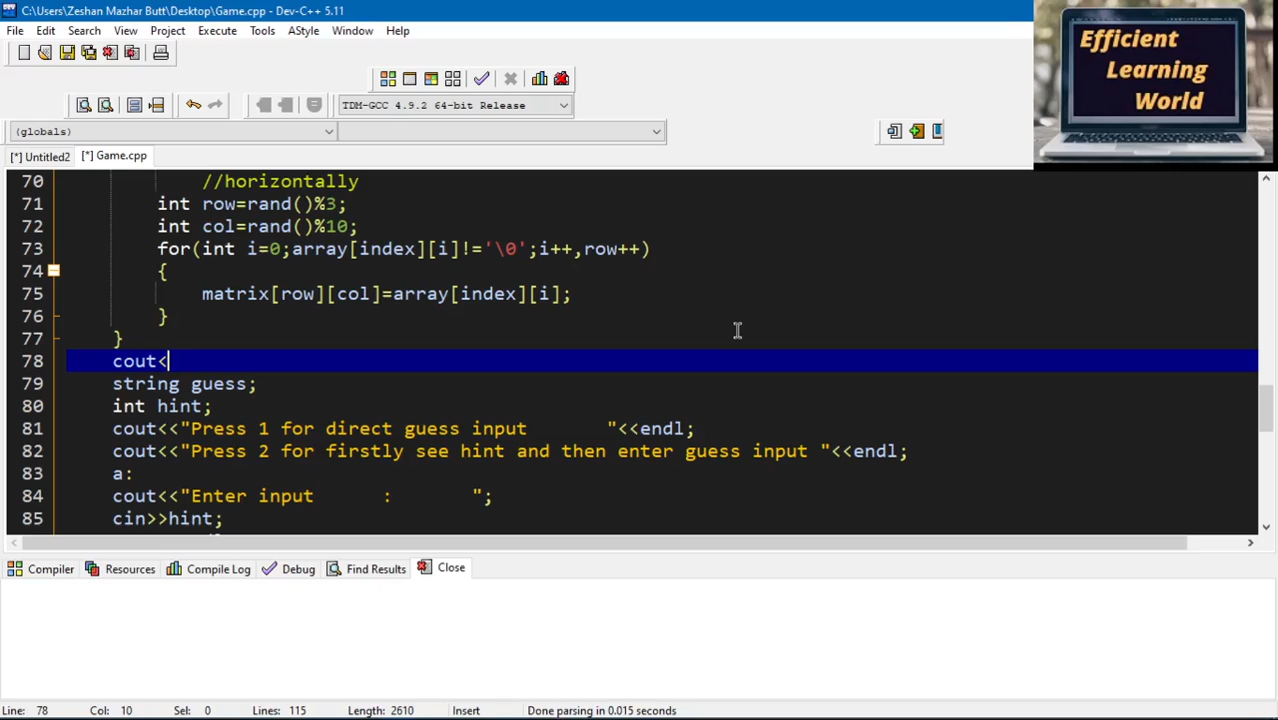 C:\Users\Zeshan Mazhar Butt\Desktop\Game.cpp - Dev-C++ 5.11
File Edit Search View Project Execute Tools AStyle Window Help
TDM-GCC 4.9.2 64-bit Release
(globals)
[*] Untitled2 [*] Game.cpp
70 //horizontally
71 int row=rand()%3;
72 int col=rand()%10;
73 for(int i=0;array[index][i]!='\0';i++,row++)
74 {
75 matrix[row][col]=array[index][i];
76 }
77 }
78 cout<
79 string guess;
80 int hint;
81 cout<<"Press 1 for direct guess input       "<<endl;
82 cout<<"Press 2 for firstly see hint and then enter guess input "<<endl;
83 a:
84 cout<<"Enter input      :       ";
85 cin>>hint;
Compiler Resources Compile Log Debug Find Results Close
Line: 78 Col: 10 Sel: 0 Lines: 115 Length: 2610 Insert Done parsing in 0.015 seconds
Efficient
Learning
World